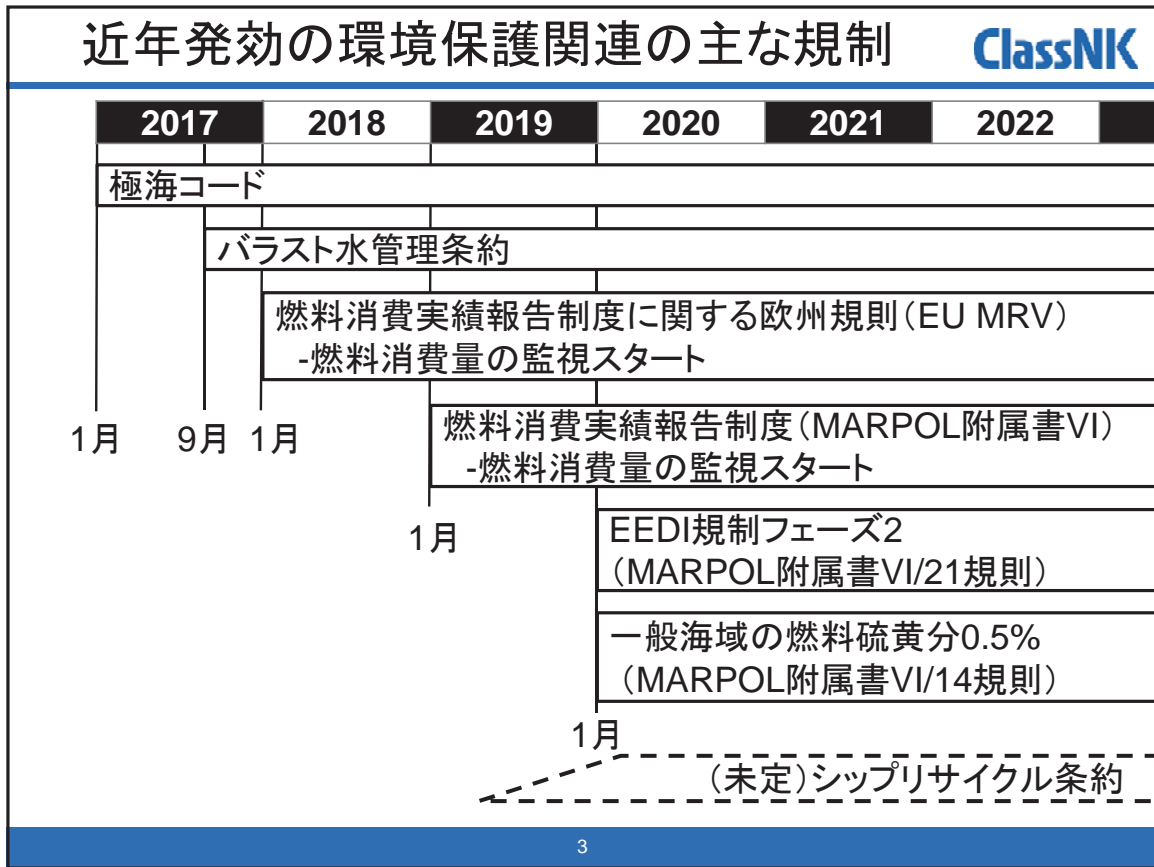 近年発効の環境保護関連の主な規制
ClassNK
2017 2018 2019 2020 2021 2022
極海コード
バラスト水管理条約
燃料消費実績報告制度に関する欧州規則(EU MRV)
-燃料消費量の監視スタート
1月 9月 1月
燃料消費実績報告制度(MARPOL附属書VI)
-燃料消費量の監視スタート
1月
EEDI規制フェーズ2
(MARPOL附属書VI/21規則)
一般海域の燃料硫黄分0.5%
(MARPOL附属書VI/14規則)
1月
(未定)シップリサイクル条約
3